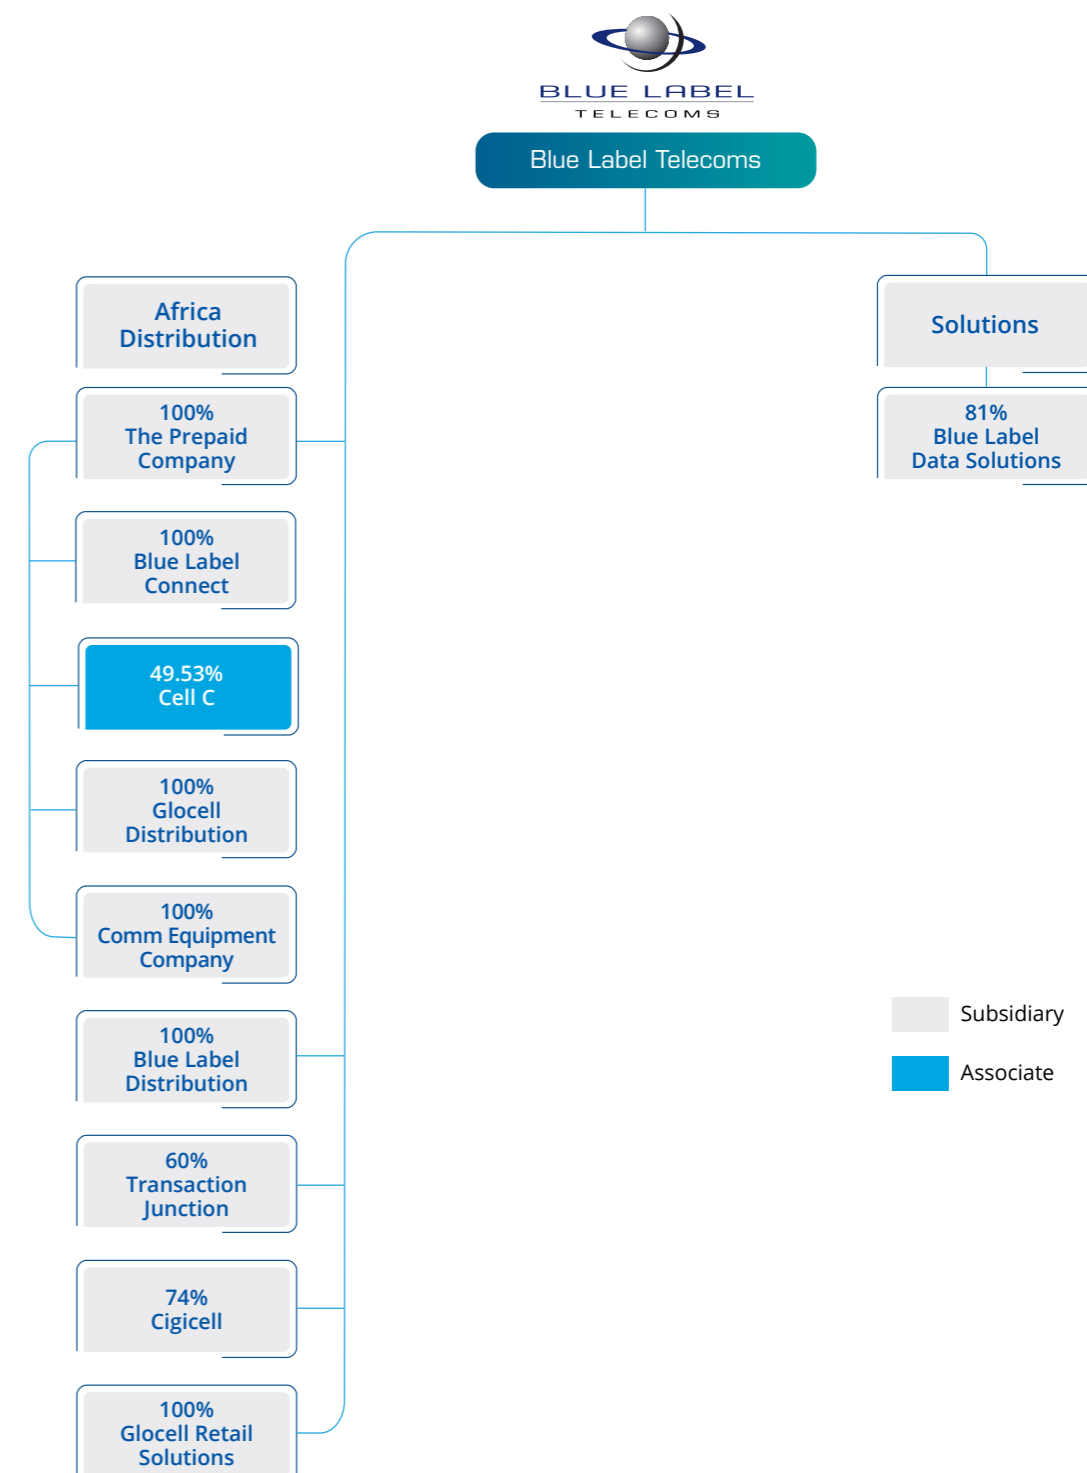 BLUE LABEL
TELECOMS
Blue Label Telecoms
Africa
Distribution
100%
The Prepaid
Company
100%
Blue Label
Connect
49.53%
Cell C
100%
Glocell
Distribution
100%
Comm Equipment
Company
100%
Blue Label
Distribution
60%
Transaction
Junction
74%
Cigicell
100%
Glocell Retail
Solutions
Solutions
81%
Blue Label
Data Solutions
Subsidiary
Associate